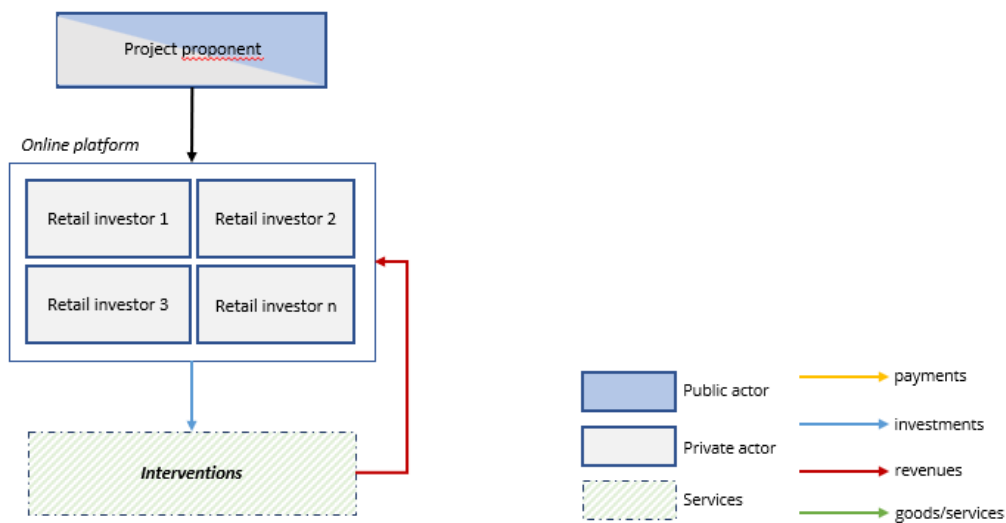 Project proponent
Online platform
Retail investor 1
Retail investor 2
Retail investor 3
Retail investor n
Interventions
Public actor
Private actor
Services
payments
investments
revenues
goods/services